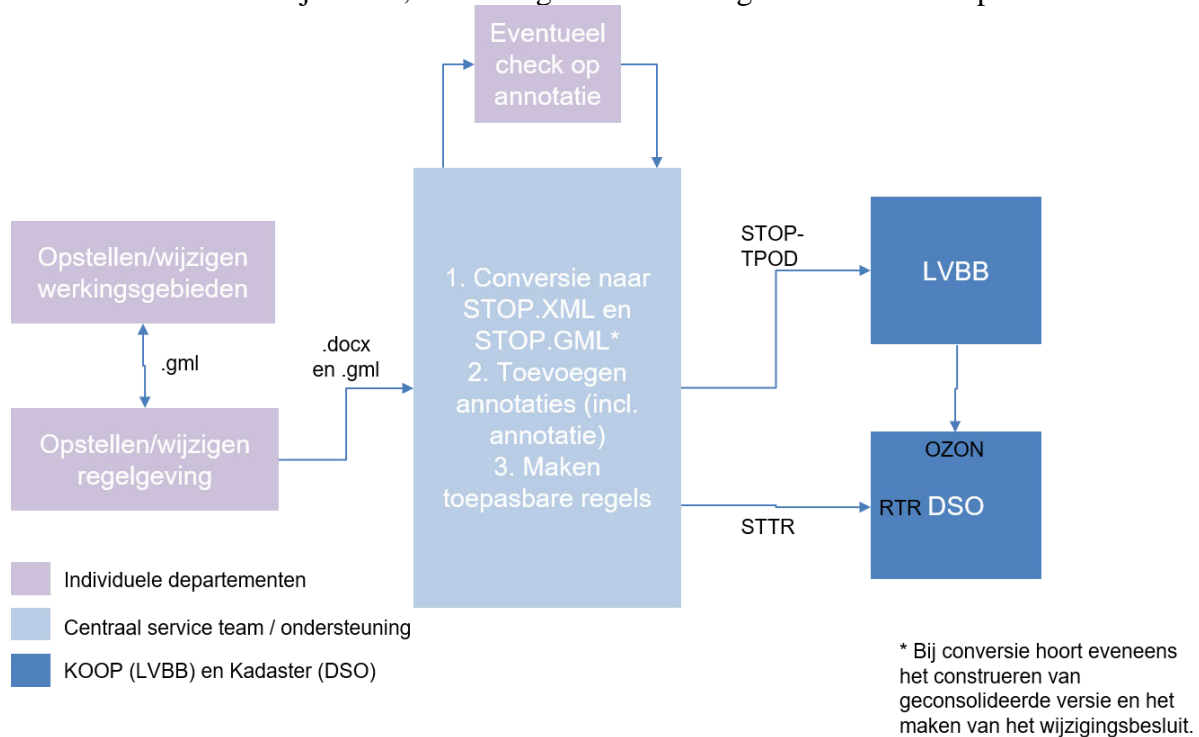 Eventueel
check op
annotatie
Opstellen/wijzigen
werkingsgebieden
.gml
Opstellen/wijzigen
regelgeving
.docx
en .gml
1. Conversie naar
STOP.XML en
STOP.GML*
2. Toevoegen
annotaties (incl.
annotatie)
3. Maken
toepasbare regels
STOP-
TPOD
LVBB
STTR
OZON
RTR DSO
Individuele departementen
Centraal service team / ondersteuning
KOOP (LVBB) en Kadaster (DSO)
* Bij conversie hoort eveneens
het construeren van
geconsolideerde versie en het
maken van het wijzigingsbesluit.